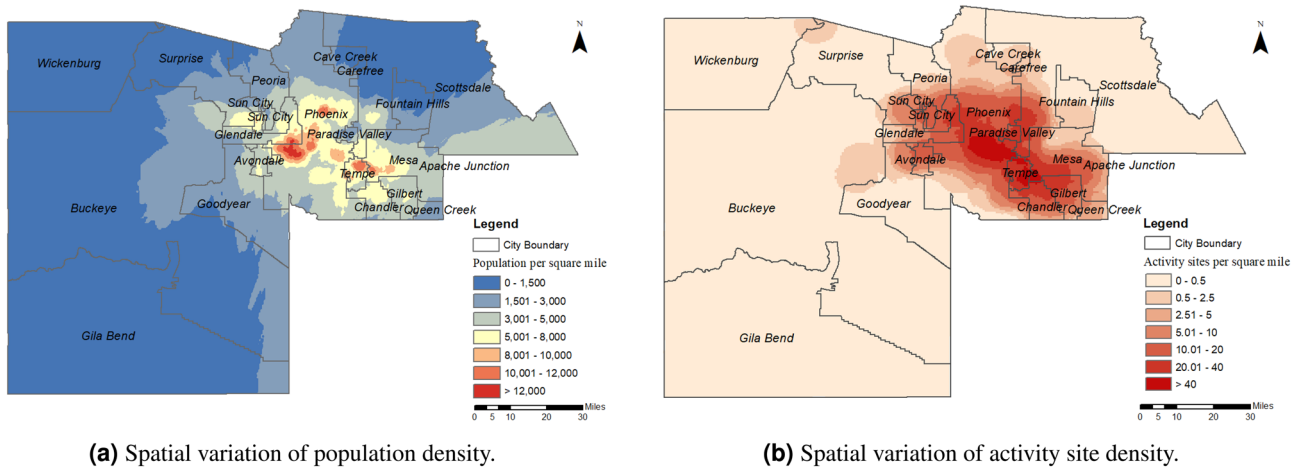 N
Wickenburg
Surprise
Cave Creek
Carefree
Peoria
Scottsdale
Sun City
Fountain Hills
Sun City
Phoenix
Glendale
Paradise Valley
Avondale
Mesa
Apache Junction
Tempe
Gilbert
Buckeye
Goodyear
Chandler
Queen Creek
Gila Bend
Legend
City Boundary
Population per square mile
0 - 1,500
1,501 - 3,000
3,001 - 5,000
5,001 - 8,000
8,001 - 10,000
10,001 - 12,000
> 12,000
Miles
0 5 10 20 30
(a) Spatial variation of population density.
N
Wickenburg
Surprise
Cave Creek
Carefree
Peoria
Scottsdale
Sun City
Fountain Hills
Sun City
Phoenix
Glendale
Paradise Valley
Avondale
Mesa
Apache Junction
Tempe
Gilbert
Buckeye
Goodyear
Chandler
Queen Creek
Gila Bend
Legend
City Boundary
Activity sites per square mile
0 - 0.5
0.5 - 2.5
2.51 - 5
5.01 - 10
10.01 - 20
20.01 - 40
> 40
Miles
0 5 10 20 30
(b) Spatial variation of activity site density.